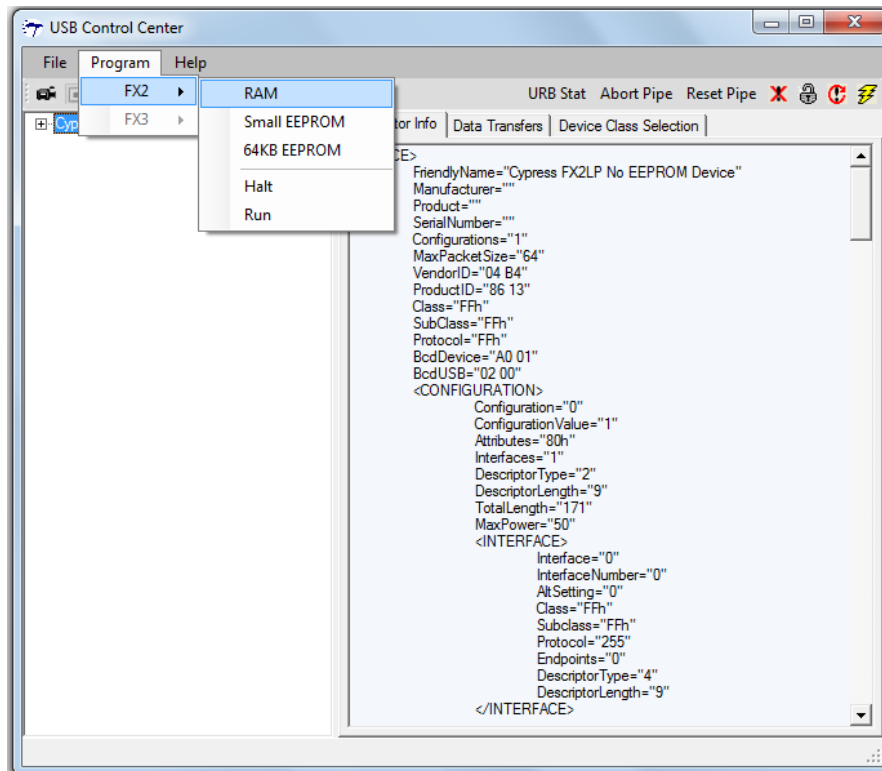 USB Control Center
File Program Help
FX2
FX3
RAM
Small EEPROM
64KB EEPROM
Halt
Run
URB Stat Abort Pipe Reset Pipe
Cyp
tor Info Data Transfers Device Class Selection
CE>
FriendlyName="Cypress FX2LP No EEPROM Device"
Manufacturer=""
Product=""
SerialNumber=""
Configurations="1"
MaxPacketSize="64"
VendorID="04 B4"
ProductID="86 13"
Class="FFh"
SubClass="FFh"
Protocol="FFh"
BcdDevice="A0 01"
BcdUSB="02 00"
<CONFIGURATION>
Configuration="0"
ConfigurationValue="1"
Attributes="80h"
Interfaces="1"
DescriptorType="2"
DescriptorLength="9"
TotalLength="171"
MaxPower="50"
<INTERFACE>
Interface="0"
InterfaceNumber="0"
AltSetting="0"
Class="FFh"
Subclass="FFh"
Protocol="255"
Endpoints="0"
DescriptorType="4"
DescriptorLength="9"
</INTERFACE>